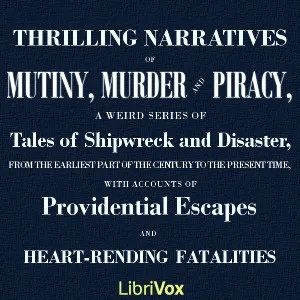 THRILLING NARRATIVES
OF
MUTINY, MURDER AND PIRACY,
A WEIRD SERIES OF
Tales of Shipwreck and Disaster,
FROM THE EARLIEST PART OF THE CENTURY TO THE PRESENT TIME,
WITH ACCOUNTS OF
Providential Escapes
AND
HEART-RENDING FATALITIES
LibriVox